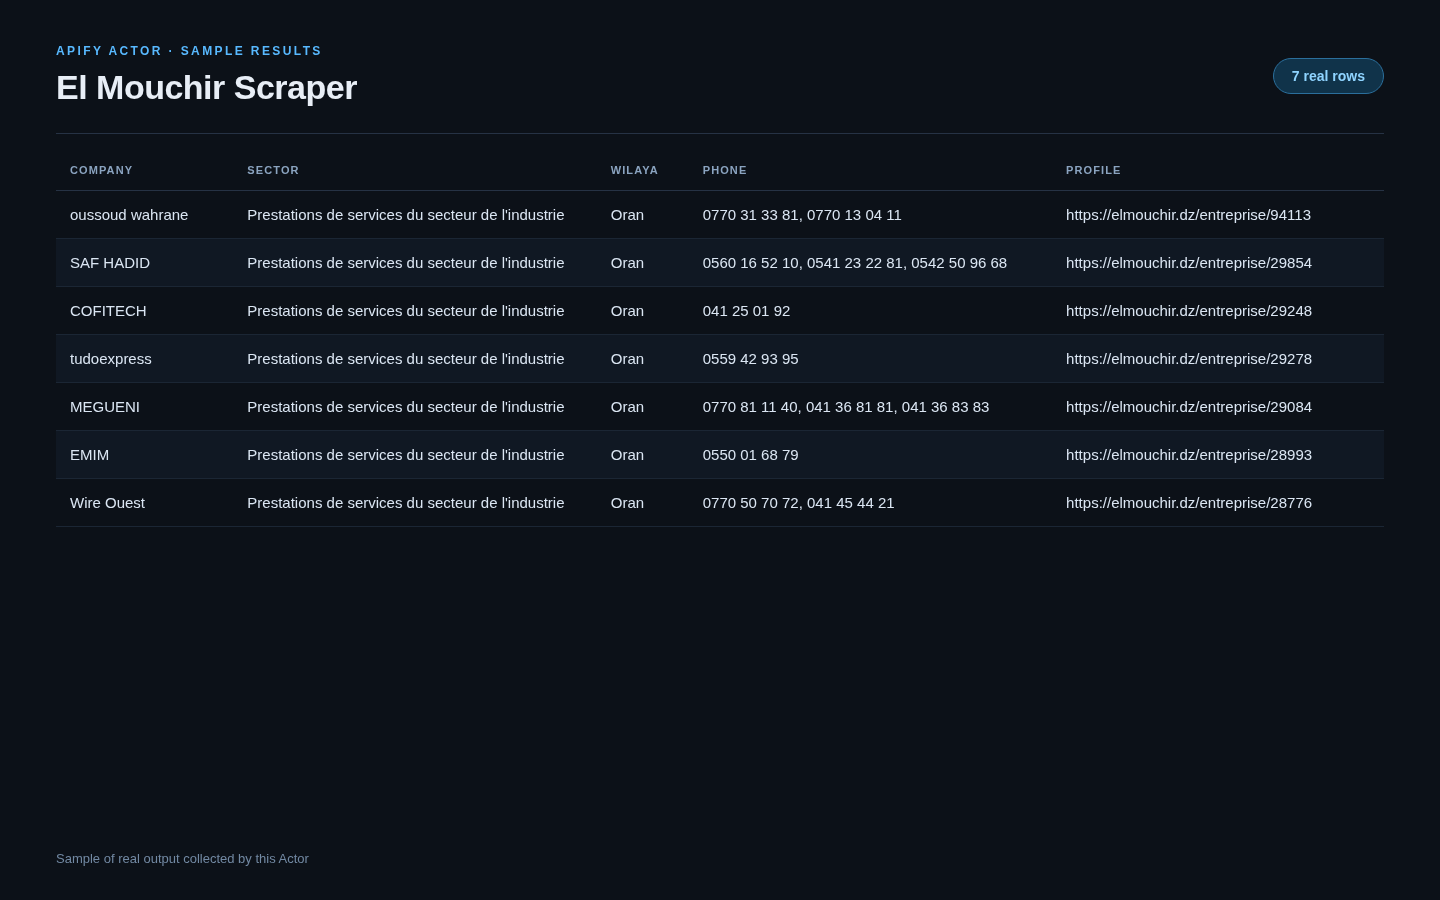 APIFY ACTOR · SAMPLE RESULTS
El Mouchir Scraper
7 real rows
COMPANY SECTOR WILAYA PHONE PROFILE
oussoud wahrane Prestations de services du secteur de l'industrie Oran 0770 31 33 81, 0770 13 04 11 https://elmouchir.dz/entreprise/94113
SAF HADID Prestations de services du secteur de l'industrie Oran 0560 16 52 10, 0541 23 22 81, 0542 50 96 68 https://elmouchir.dz/entreprise/29854
COFITECH Prestations de services du secteur de l'industrie Oran 041 25 01 92 https://elmouchir.dz/entreprise/29248
tudoexpress Prestations de services du secteur de l'industrie Oran 0559 42 93 95 https://elmouchir.dz/entreprise/29278
MEGUENI Prestations de services du secteur de l'industrie Oran 0770 81 11 40, 041 36 81 81, 041 36 83 83 https://elmouchir.dz/entreprise/29084
EMIM Prestations de services du secteur de l'industrie Oran 0550 01 68 79 https://elmouchir.dz/entreprise/28993
Wire Ouest Prestations de services du secteur de l'industrie Oran 0770 50 70 72, 041 45 44 21 https://elmouchir.dz/entreprise/28776
Sample of real output collected by this Actor